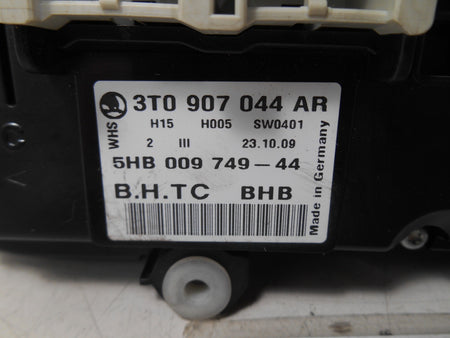 3T0 907 044 AR
WHS
H15 H005 SW0401
2 III 23.10.09
5HB 009 749-44
B.H.TC BHB
Made in Germany